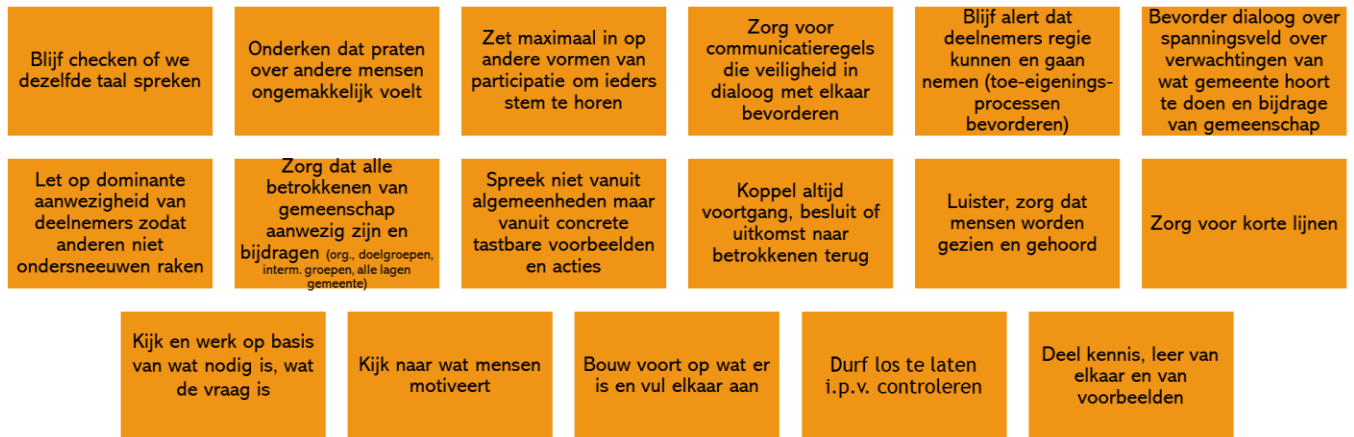 Blijf checken of we
dezelfde taal spreken
Onderken dat praten
over andere mensen
ongemakkelijk voelt
Zet maximaal in op
andere vormen van
participatie om ieders
stem te horen
Zorg voor
communicatieregels
die veiligheid in
dialoog met elkaar
bevorderen
Blijf alert dat
deelnemers regie
kunnen en gaan
nemen (toe-eigenings-
processen
bevorderen)
Bevorder dialoog over
spanningsveld over
verwachtingen van
wat gemeente hoort
te doen en bijdrage
van gemeenschap
Let op dominante
aanwezigheid van
deelnemers zodat
anderen niet
ondersneeuwen raken
Zorg dat alle
betrokkenen van
gemeenschap
aanwezig zijn en
bijdragen (org., doelgroepen,
interm. groepen, alle lagen
gemeente)
Spreek niet vanuit
algemeenheden maar
vanuit concrete
tastbare voorbeelden
en acties
Koppel altijd
voortgang, besluit of
uitkomst naar
betrokkenen terug
Luister, zorg dat
mensen worden
gezien en gehoord
Zorg voor korte lijnen
Kijk en werk op basis
van wat nodig is, wat
de vraag is
Kijk naar wat mensen
motiveert
Bouw voort op wat er
is en vul elkaar aan
Durf los te laten
i.p.v. controleren
Deel kennis, leer van
elkaar en van
voorbeelden